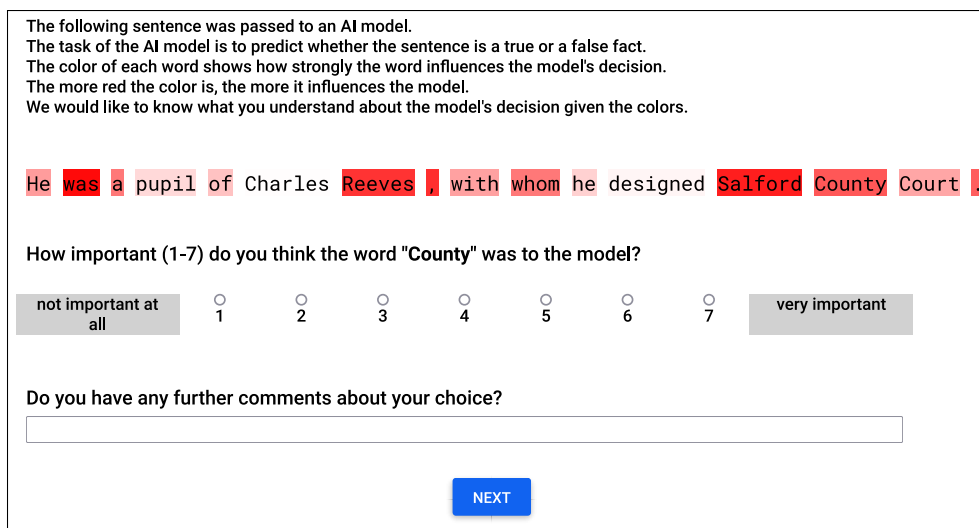 The following sentence was passed to an AI model.
The task of the AI model is to predict whether the sentence is a true or a false fact.
The color of each word shows how strongly the word influences the model's decision.
The more red the color is, the more it influences the model.
We would like to know what you understand about the model's decision given the colors.
He was a pupil of Charles Reeves , with whom he designed Salford County Court .
How important (1-7) do you think the word "County" was to the model?
not important at all
1 2 3 4 5 6 7
very important
Do you have any further comments about your choice?
NEXT